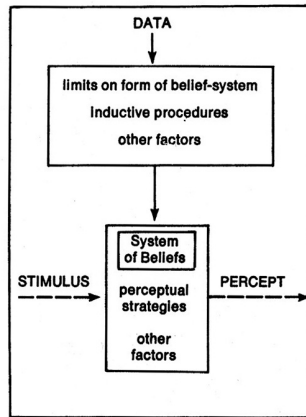 DATA
limits on form of belief-system
inductive procedures
other factors
System
of Beliefs
STIMULUS
PERCEPT
perceptual
strategies
other
factors